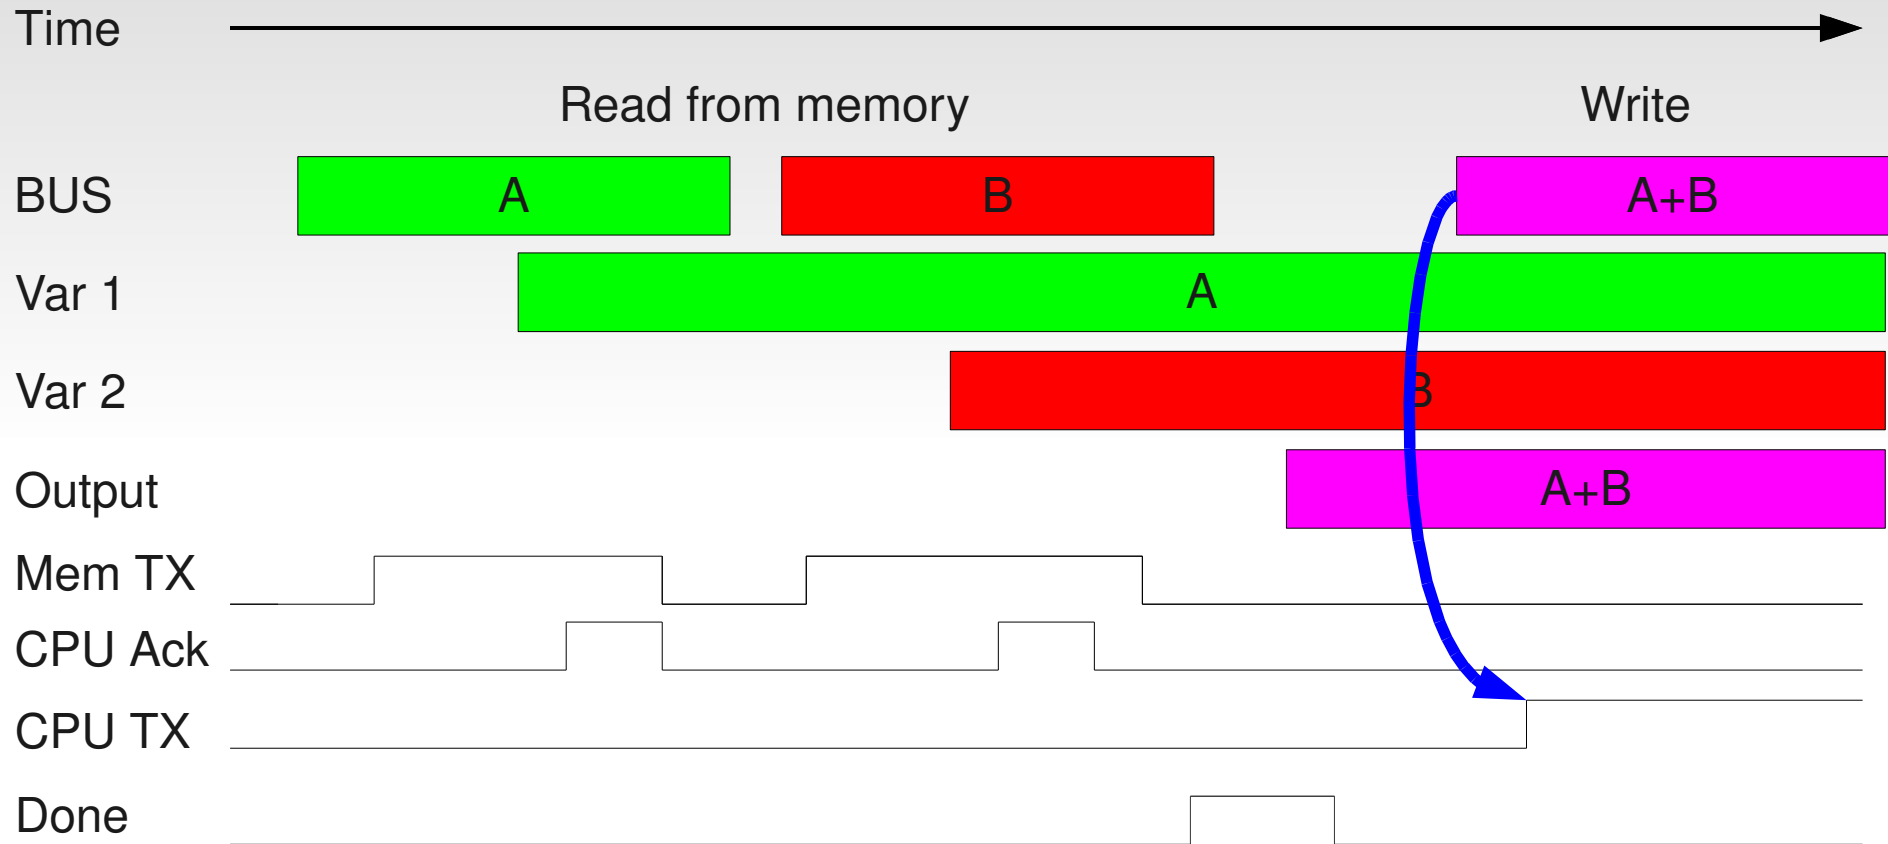 Time
Read from memory Write
BUS A B A+B
Var 1 A
Var 2 B
Output A+B
Mem TX
CPU Ack
CPU TX
Done